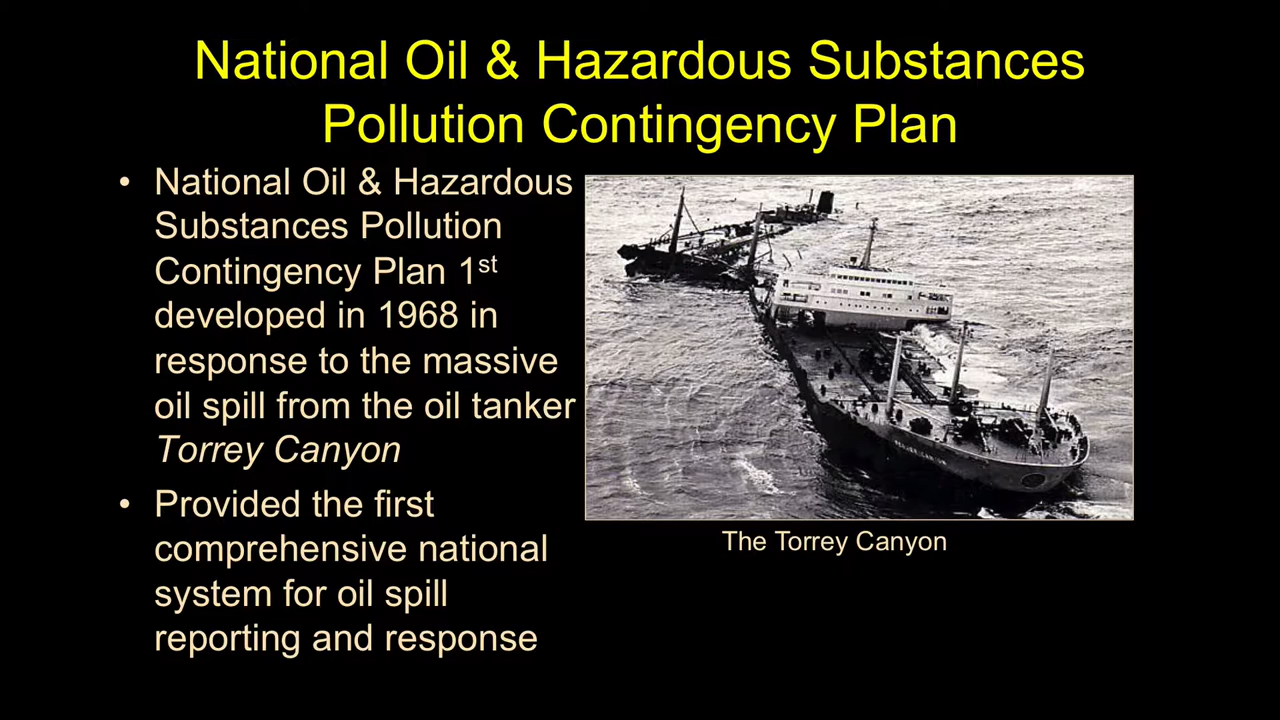 National Oil & Hazardous Substances
Pollution Contingency Plan
• National Oil & Hazardous
Substances Pollution
Contingency Plan 1st
developed in 1968 in
response to the massive
oil spill from the oil tanker
Torrey Canyon
• Provided the first
comprehensive national
system for oil spill
reporting and response
The Torrey Canyon